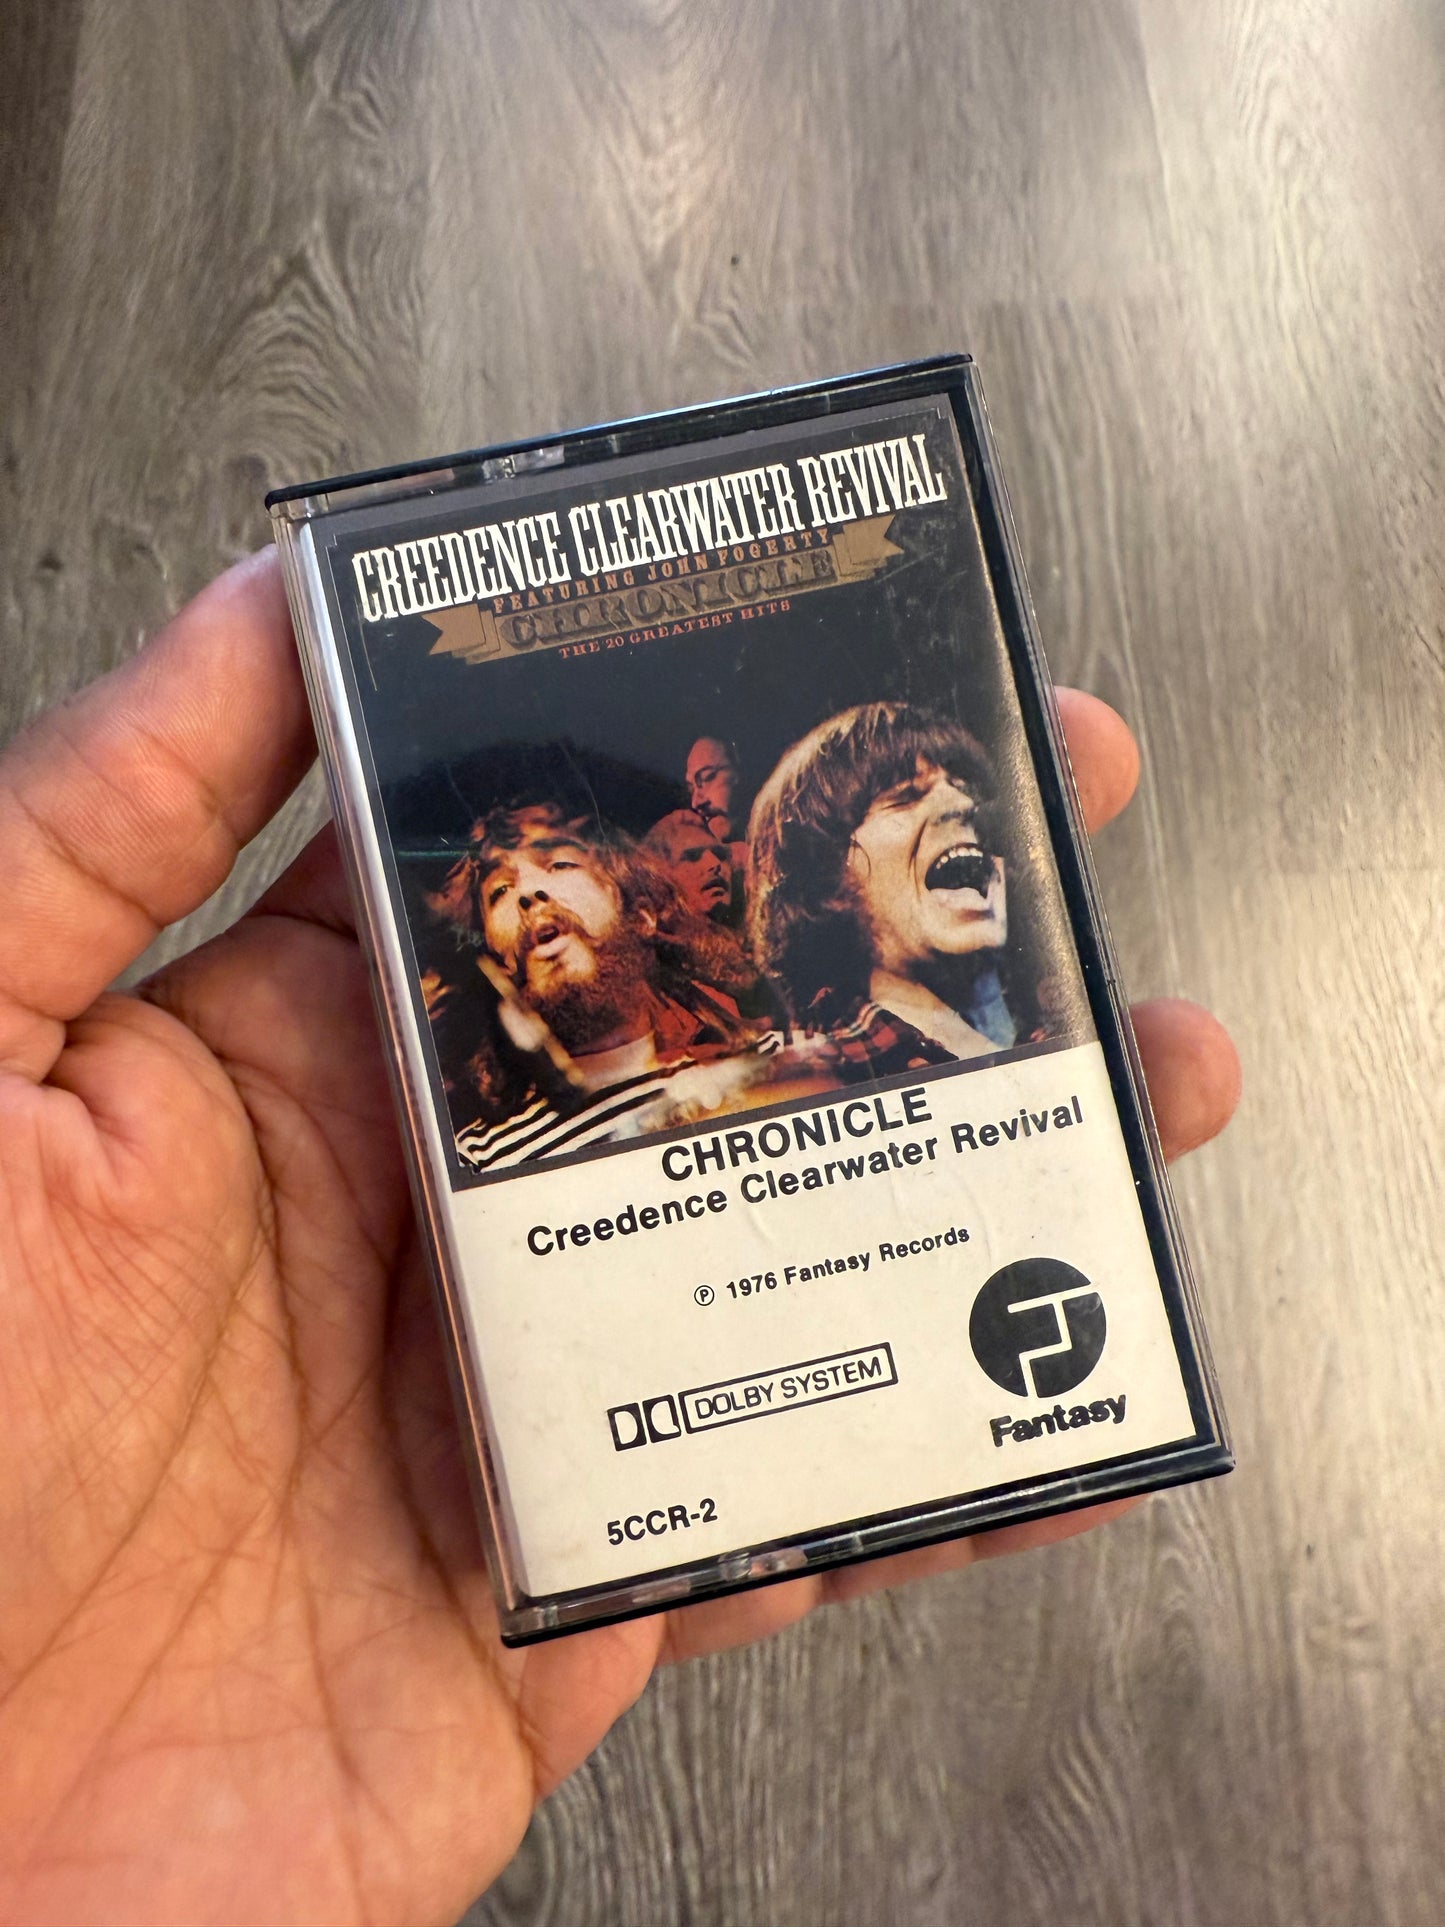 CREEDENCE CLEARWATER REVIVAL
FEATURING JOHN FOGERTY
CHRONICLE
THE 20 GREATEST HITS
CHRONICLE
Creedence Clearwater Revival
℗ 1976 Fantasy Records
DOLBY SYSTEM
Fantasy
5CCR-2